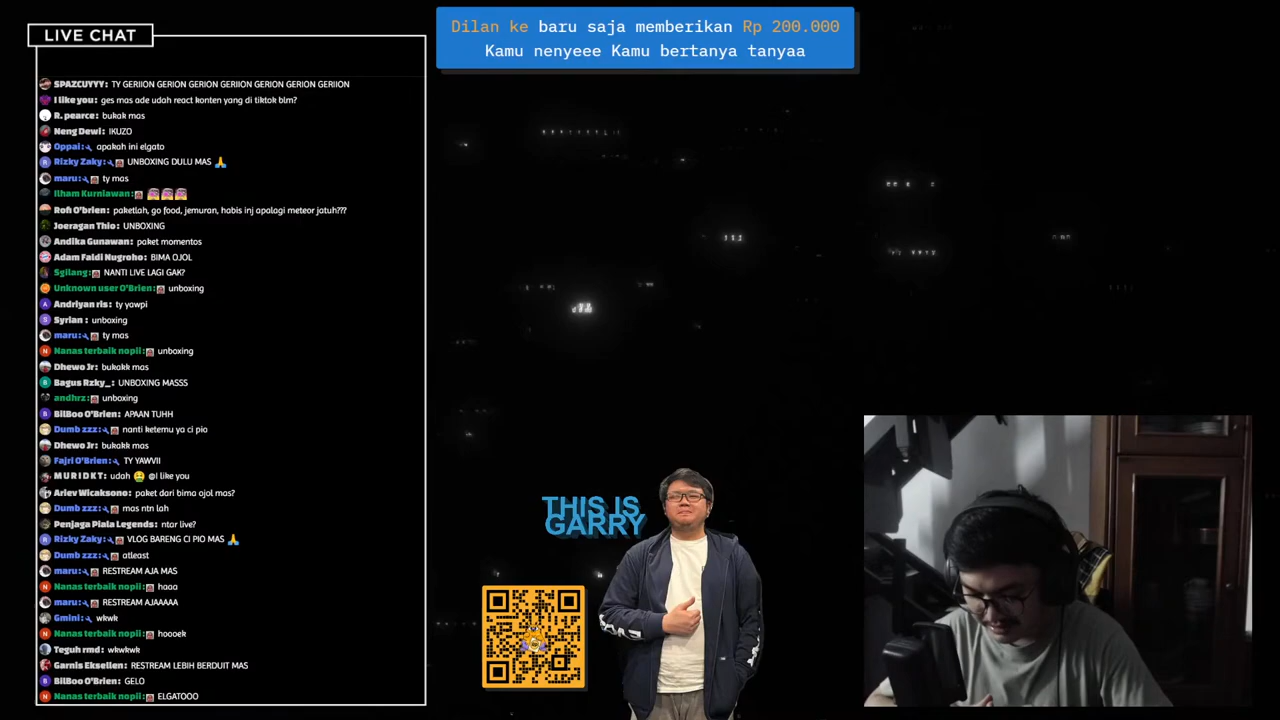 LIVE CHAT
Dilan ke baru saja memberikan Rp 200.000
Kamu nenyeee Kamu bertanya tanyaa
SPAZCUYYY: TY GERIION GERION GERION GERIION GERION GERION GERIION
I like you: ges mas ade udah react konten yang di tiktok blm?
R. pearce: bukak mas
Neng Dewi: IKUZO
Oppai: apakah ini elgato
Rizky Zaky: UNBOXING DULU MAS 🙏
maru: ty mas
Ilham Kurniawan:
Rofi O'brien: paketlah, go food, jemuran, habis inj apalagi meteor jatuh???
Joeragan Thio: UNBOXING
Andika Gunawan: paket momentos
Adam Faldi Nugroho: BIMA OJOL
Sgilang: NANTI LIVE LAGI GAK?
Unknown user O'Brien: unboxing
Andriyan ris: ty yawpi
Syrian : unboxing
maru: ty mas
Nanas terbaik nopii: unboxing
Dhewo Jr: bukakk mas
Bagus Rzky_: UNBOXING MASSS
andhrz: unboxing
BilBoo O'Brien: APAAN TUHH
Dumb zzz: nanti ketemu ya ci pio
Dhewo Jr: bukakk mas
Fajri O'Brien: TY YAWVII
M U R I D K T: udah 🤮 @I like you
Ariev Wicaksono: paket dari bima ojol mas?
Dumb zzz: mas ntn lah
Penjaga Piala Legends: ntar live?
Rizky Zaky: VLOG BARENG CI PIO MAS 🙏
Dumb zzz: atleast
maru: RESTREAM AJA MAS
Nanas terbaik nopii: haaa
maru: RESTREAM AJAAAAA
Gmini: wkwk
Nanas terbaik nopii: hoooek
Teguh rmd: wkwkwk
Garnis Eksellen: RESTREAM LEBIH BERDUIT MAS
BilBoo O'Brien: GELO
Nanas terbaik nopii: ELGATOOO
THIS IS
GARRY